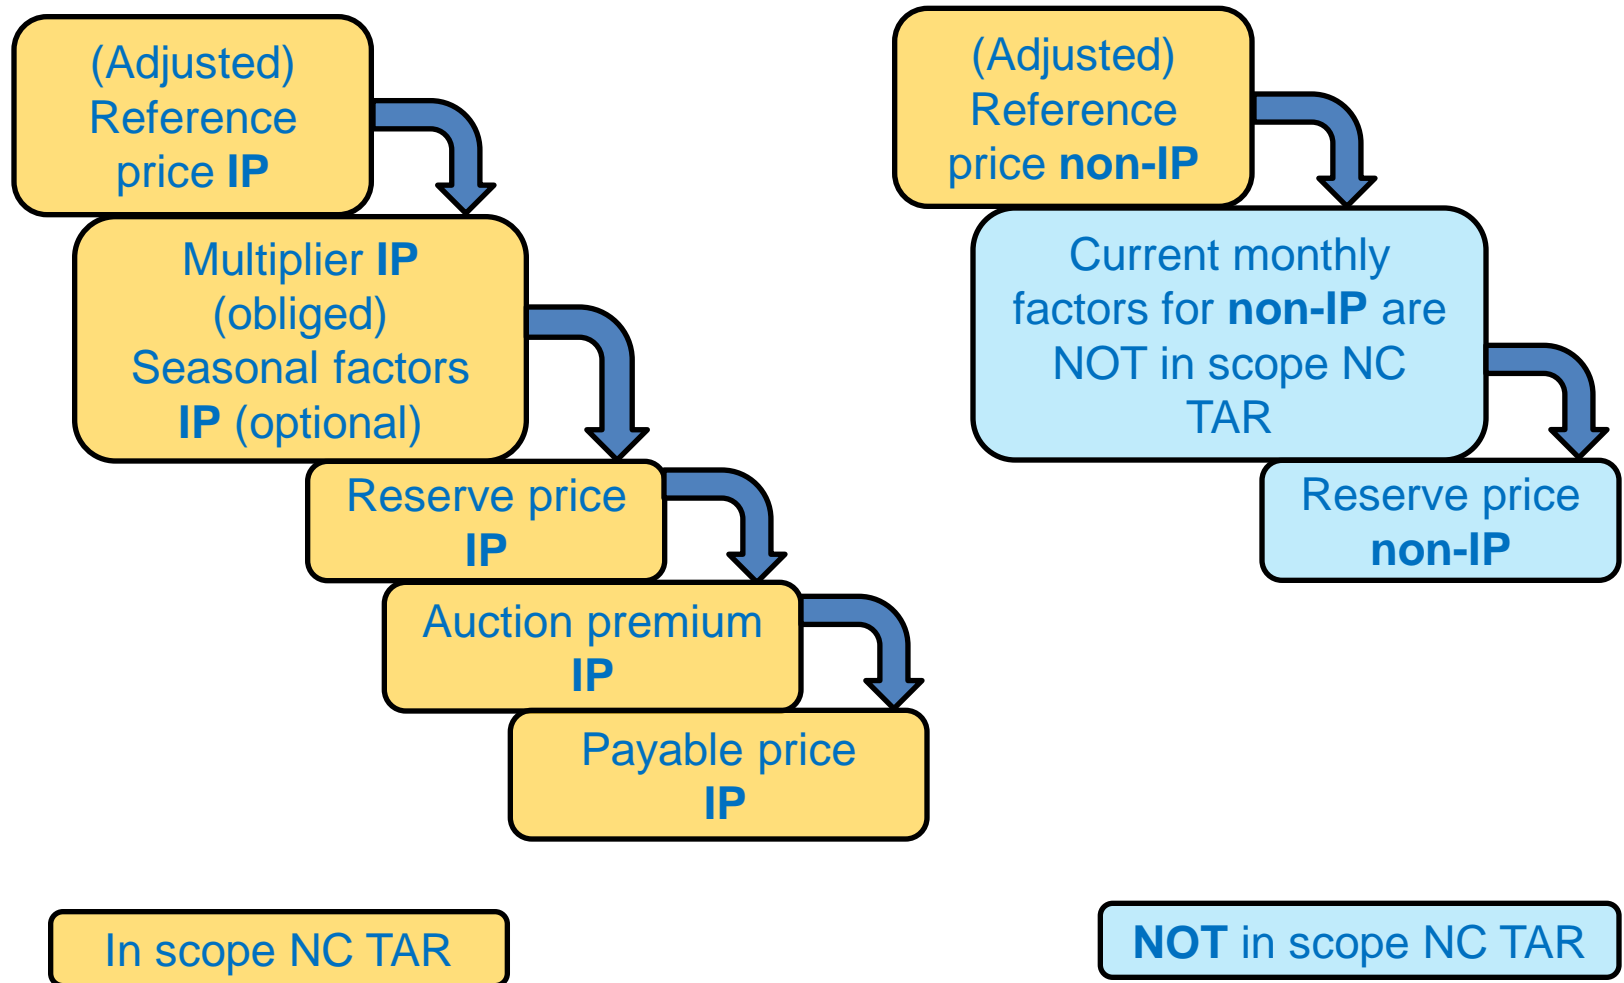 (Adjusted)
Reference
price IP
Multiplier IP
(obliged)
Seasonal factors
IP (optional)
Reserve price
IP
Auction premium
IP
Payable price
IP
In scope NC TAR
(Adjusted)
Reference
price non-IP
Current monthly
factors for non-IP are
NOT in scope NC
TAR
Reserve price
non-IP
NOT in scope NC TAR